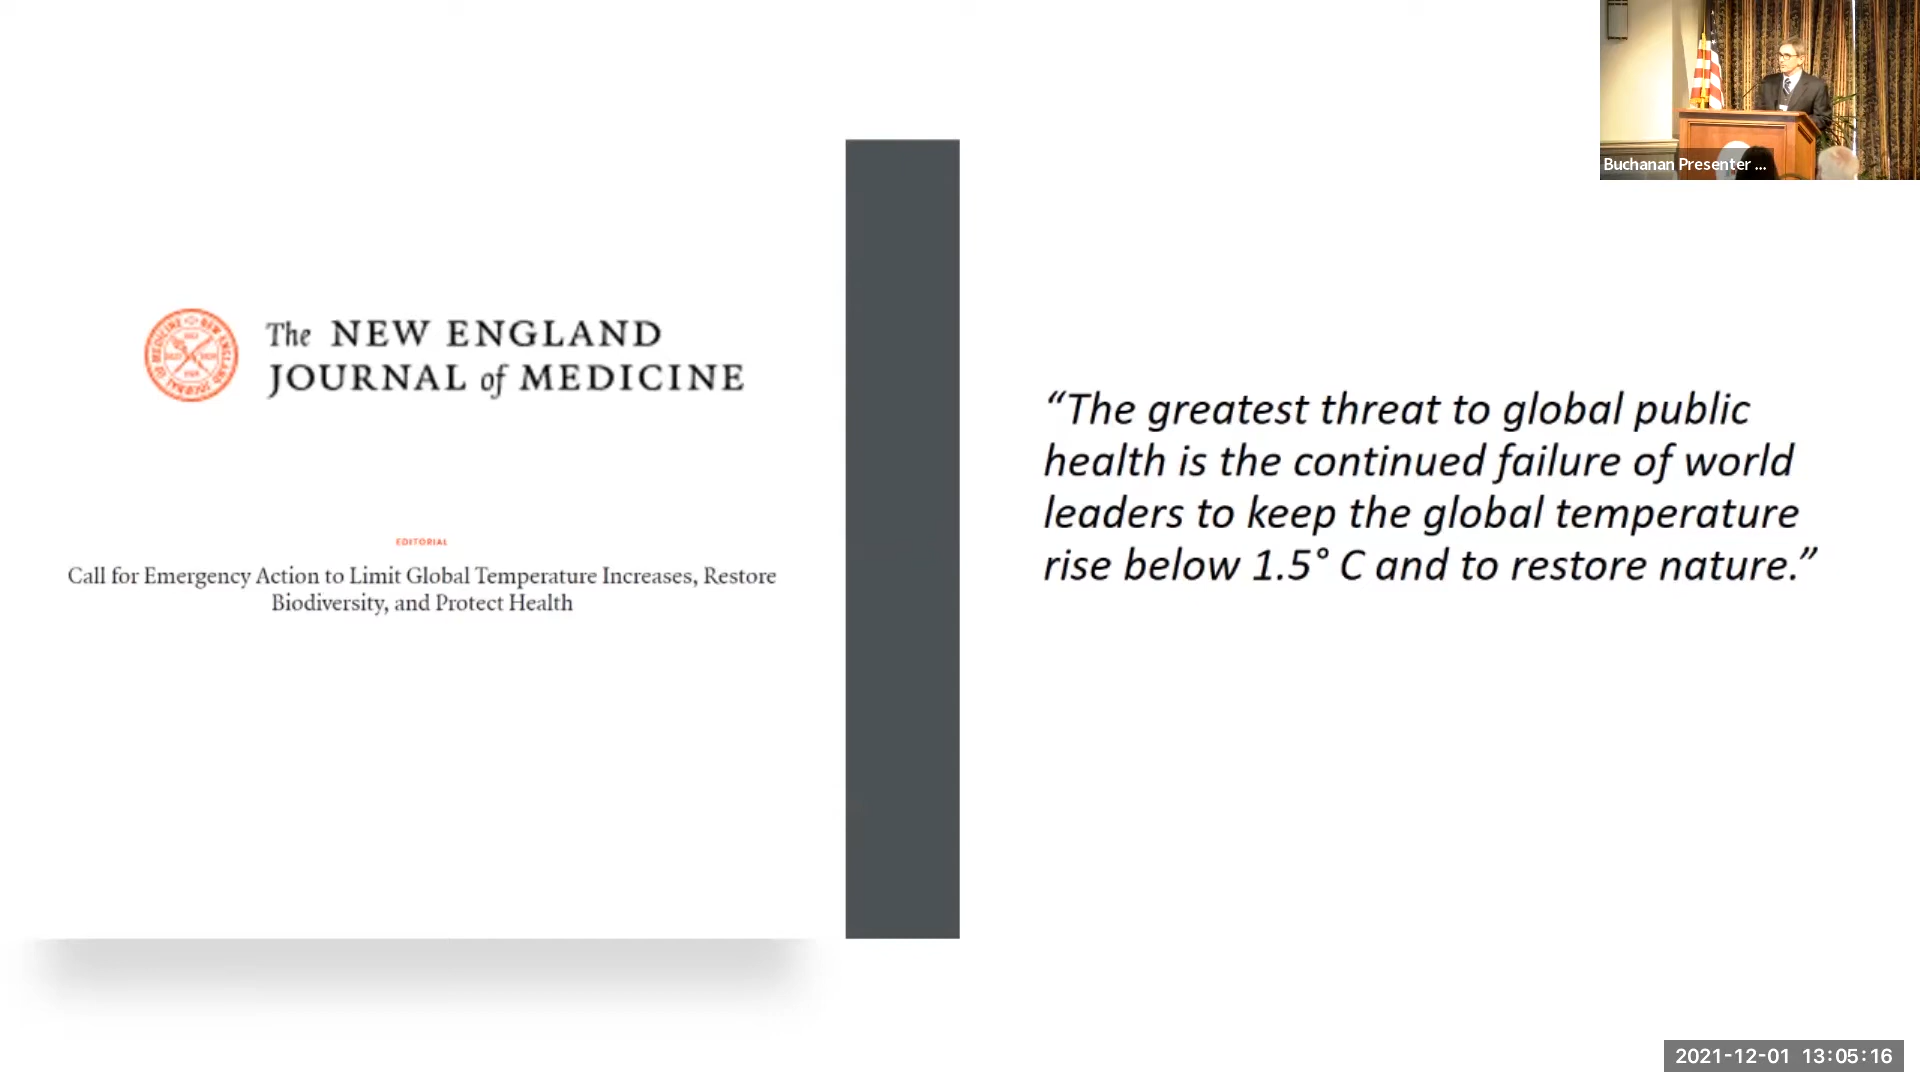 Buchanan Presenter ...
The NEW ENGLAND
JOURNAL of MEDICINE
EDITORIAL
Call for Emergency Action to Limit Global Temperature Increases, Restore
Biodiversity, and Protect Health
“The greatest threat to global public
health is the continued failure of world
leaders to keep the global temperature
rise below 1.5° C and to restore nature.”
2021-12-01 13:05:16